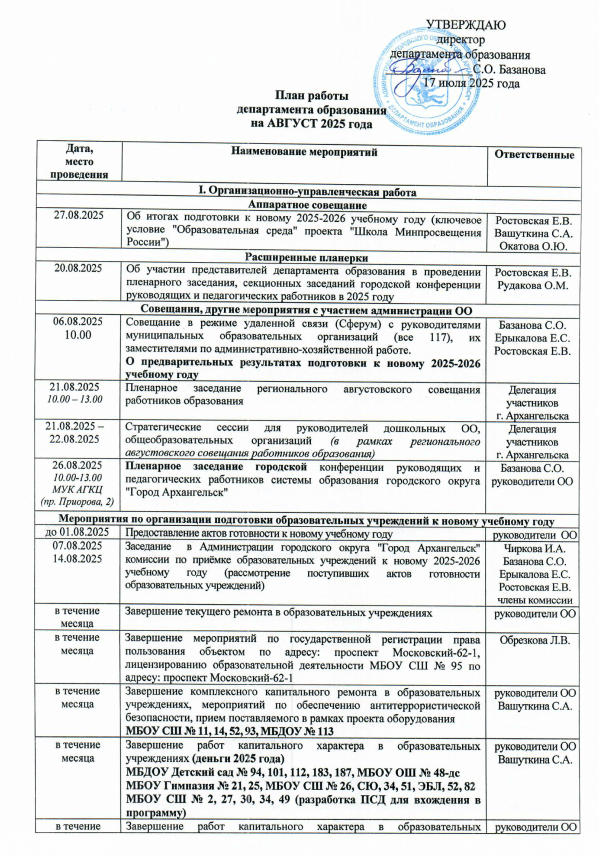 УТВЕРЖДАЮ
директор
департамента образования
С.О. Базанова
17 июля 2025 года
План работы
департамента образования
на АВГУСТ 2025 года
Дата, место проведения
Наименование мероприятий
Ответственные
I. Организационно-управленческая работа
Аппаратное совещание
27.08.2025
Об итогах подготовки к новому 2025-2026 учебному году (ключевое
условие "Образовательная среда" проекта "Школа Минпросвещения
России")
Ростовская Е.В.
Вашуткина С.А.
Окатова О.Ю.
Расширенные планерки
20.08.2025
Об участии представителей департамента образования в проведении
пленарного заседания, секционных заседаний городской конференции
руководящих и педагогических работников в 2025 году
Ростовская Е.В.
Рудакова О.М.
Совещания, другие мероприятия с участием администрации ОО
06.08.2025
10.00
Совещание в режиме удаленной связи (Сферум) с руководителями
муниципальных образовательных организаций (все 117), их
заместителями по административно-хозяйственной работе.
О предварительных результатах подготовки к новому 2025-2026
учебному году
Базанова С.О.
Ерыкалова Е.С.
Ростовская Е.В.
21.08.2025
10.00 – 13.00
Пленарное заседание регионального августовского совещания
работников образования
Делегация
участников
г. Архангельска
21.08.2025 –
22.08.2025
Стратегические сессии для руководителей дошкольных ОО,
общеобразовательных организаций (в рамках регионального
августовского совещания работников образования)
Делегация
участников
г. Архангельска
26.08.2025
10.00-13.00
МУК АГКЦ
(пр. Приорова, 2)
Пленарное заседание городской конференции руководящих и
педагогических работников системы образования городского округа
"Город Архангельск"
Базанова С.О.
руководители ОО
Мероприятия по организации подготовки образовательных учреждений к новому учебному году
до 01.08.2025
Предоставление актов готовности к новому учебному году
руководители ОО
07.08.2025
14.08.2025
Заседание в Администрации городского округа "Город Архангельск"
комиссии по приёмке образовательных учреждений к новому 2025-2026
учебному году (рассмотрение поступивших актов готовности
образовательных учреждений)
Чиркова И.А.
Базанова С.О.
Ерыкалова Е.С.
Ростовская Е.В.
члены комиссии
в течение
месяца
Завершение текущего ремонта в образовательных учреждениях
руководители ОО
в течение
месяца
Завершение мероприятий по государственной регистрации права
пользования объектом по адресу: проспект Московский-62-1,
лицензированию образовательной деятельности МБОУ СШ № 95 по
адресу: проспект Московский-62-1
Обрезкова Л.В.
в течение
месяца
Завершение комплексного капитального ремонта в образовательных
учреждениях, мероприятий по обеспечению антитеррористической
безопасности, прием поставляемого в рамках проекта оборудования
МБОУ СШ № 11, 14, 52, 93, МБДОУ № 113
руководители ОО
Вашуткина С.А.
в течение
месяца
Завершение работ капитального характера в образовательных
учреждениях (деньги 2025 года)
МБДОУ Детский сад № 94, 101, 112, 183, 187, МБОУ ОШ № 48-дс
МБОУ Гимназия № 21, 25, МБОУ СШ № 26, СЮ, 34, 51, ЭБЛ, 52, 82
МБОУ СШ № 2, 27, 30, 34, 49 (разработка ПСД для вхождения в
программу)
руководители ОО
Вашуткина С.А.
в течение
Завершение работ капитального характера в образовательных
руководители ОО